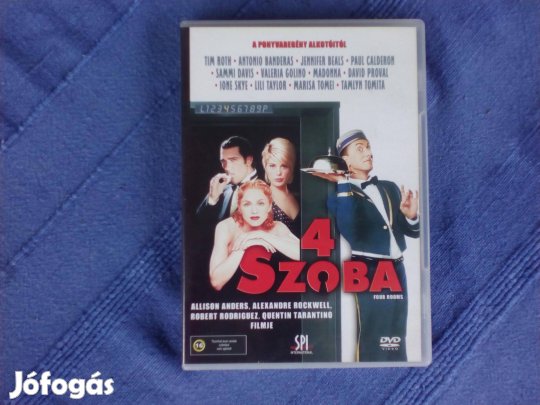 A PONYVAREGÉNY ALKOTÓITÓL
TIM ROTH • ANTONIO BANDERAS • JENNIFER BEALS • PAUL CALDERON
• SAMMI DAVIS • VALERIA GOLINO • MADONNA • DAVID PROVAL
• IONE SKYE • LILI TAYLOR • MARISA TOMEI • TAMLYN TOMITA
L123456789P
4
SZOBA
FOUR ROOMS
ALLISON ANDERS, ALEXANDRE ROCKWELL,
ROBERT RODRIGUEZ, QUENTIN TARANTINO
FILMJE
16
SPI
INTERNATIONAL
DVD
VIDEO
Jófogás